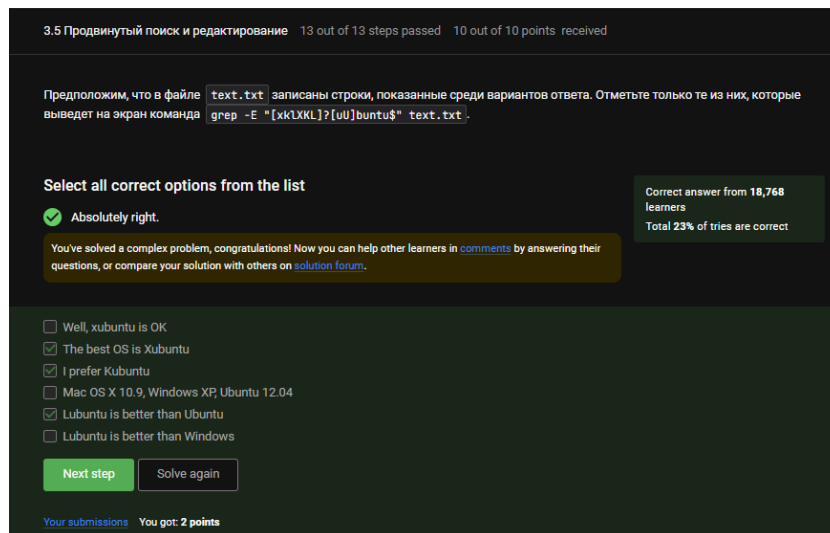 3.5 Продвинутый поиск и редактирование 13 out of 13 steps passed 10 out of 10 points received
Предположим, что в файле text.txt записаны строки, показанные среди вариантов ответа. Отметьте только те из них, которые
выведет на экран команда grep -E "[xklXKL]?[uU]buntu$" text.txt.
Select all correct options from the list
Absolutely right.
You've solved a complex problem, congratulations! Now you can help other learners in comments by answering their
questions, or compare your solution with others on solution forum.
Correct answer from 18,768
learners
Total 23% of tries are correct
Well, xubuntu is OK
The best OS is Xubuntu
I prefer Kubuntu
Mac OS X 10.9, Windows XP, Ubuntu 12.04
Lubuntu is better than Ubuntu
Lubuntu is better than Windows
Next step Solve again
Your submissions You got: 2 points